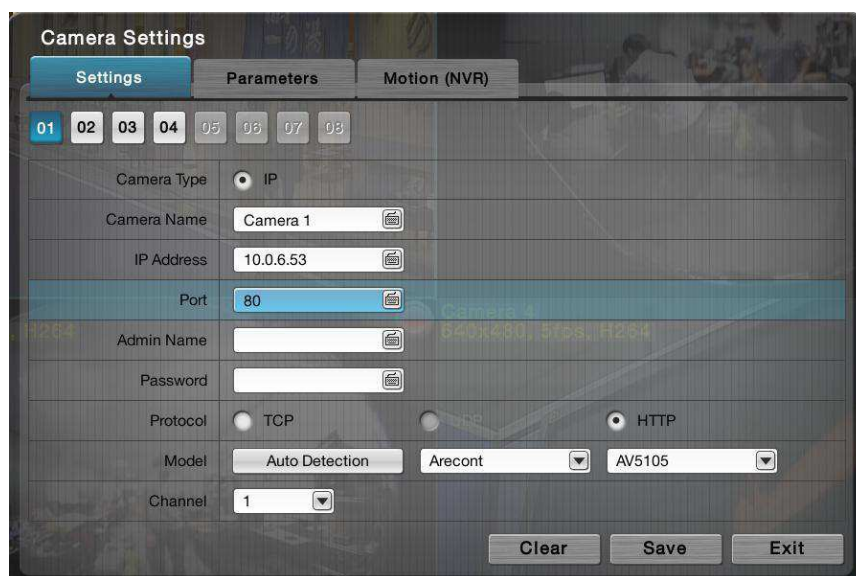 Camera Settings
Settings Parameters Motion (NVR)
01 02 03 04 05 06 07 08
Camera Type IP
Camera Name Camera 1
IP Address 10.0.6.53
Port 80
Camera 4
, H264 640x480, 5fps, H264
Admin Name
Password
Protocol TCP UDP HTTP
Model Auto Detection Arecont AV5105
Channel 1
Clear Save Exit